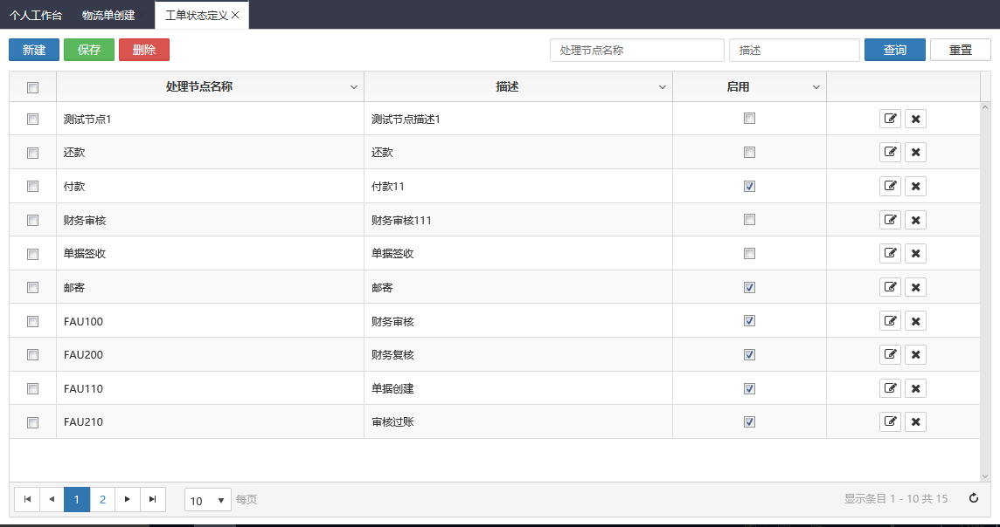 个人工作台 物流单创建 工单状态定义
新建 保存 删除 处理节点名称 描述 查询 重置
处理节点名称 描述 启用
测试节点1 测试节点描述1
还款 还款
付款 付款11
财务审核 财务审核111
单据签收 单据签收
邮寄 邮寄
FAU100 财务审核
FAU200 财务复核
FAU110 单据创建
FAU210 审核过账
1 2 10 每页 显示条目 1 - 10 共 15